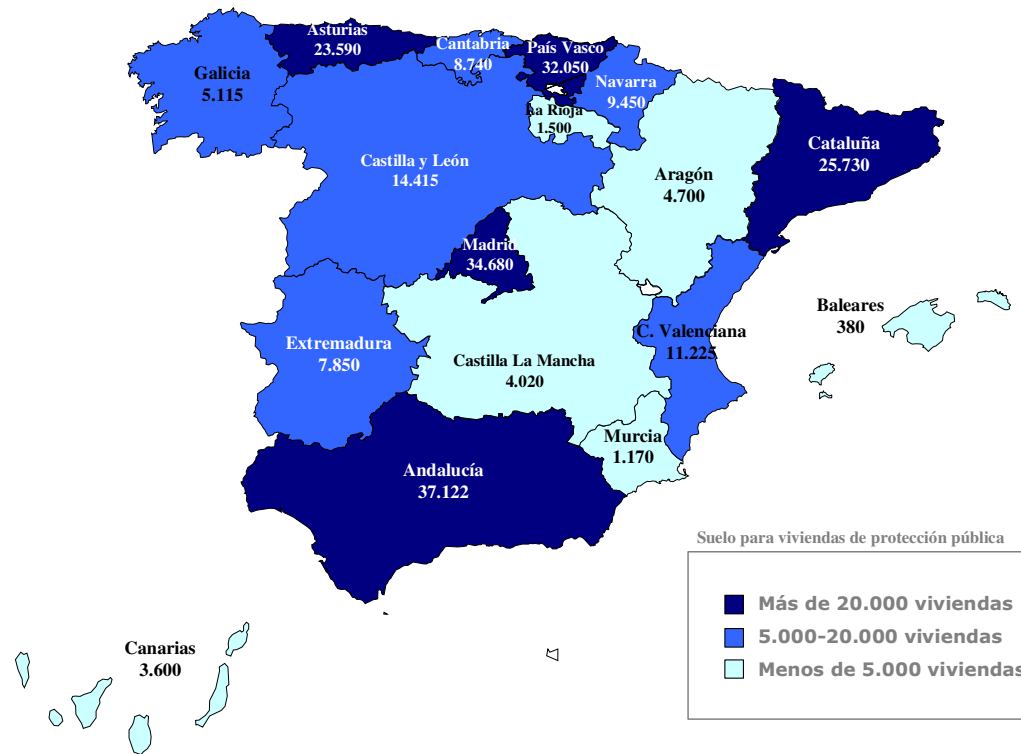 Asturias
23.590
Cantabria
8.740
País Vasco
32.050
Galicia
5.115
Navarra
9.450
La Rioja
1.500
Cataluña
25.730
Castilla y León
14.415
Aragón
4.700
Madrid
34.680
Baleares
380
C. Valenciana
11.225
Extremadura
7.850
Castilla La Mancha
4.020
Murcia
1.170
Andalucía
37.122
Suelo para viviendas de protección pública
Más de 20.000 viviendas
5.000-20.000 viviendas
Menos de 5.000 viviendas
Canarias
3.600